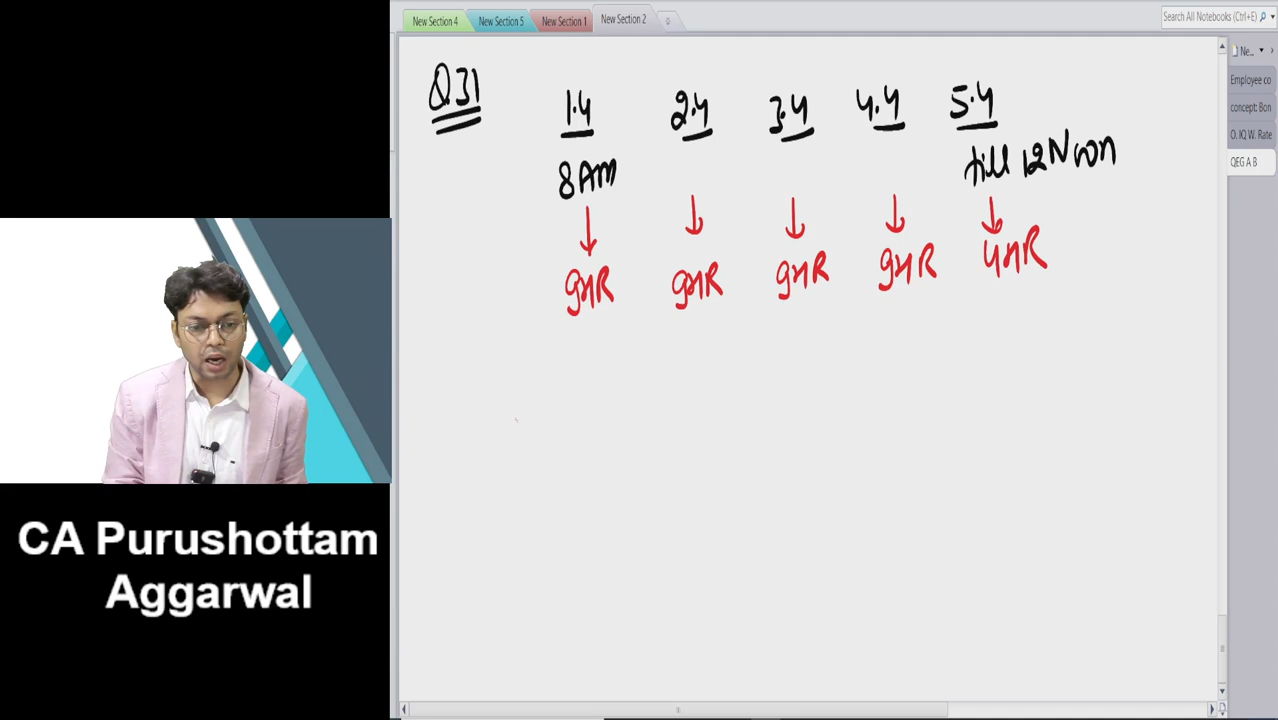 New Section 4 New Section 5 New Section 1 New Section 2
Search All Notebooks (Ctrl+E)
Ne...
Employee co
concept: Bon
O. IQ W. Rate
QEG A B
Q31
1.4 2.4 3.4 4.4 5.4
8Am till 12Noon
9HR 9HR 9HR 9HR 4HR
CA Purushottam
Aggarwal